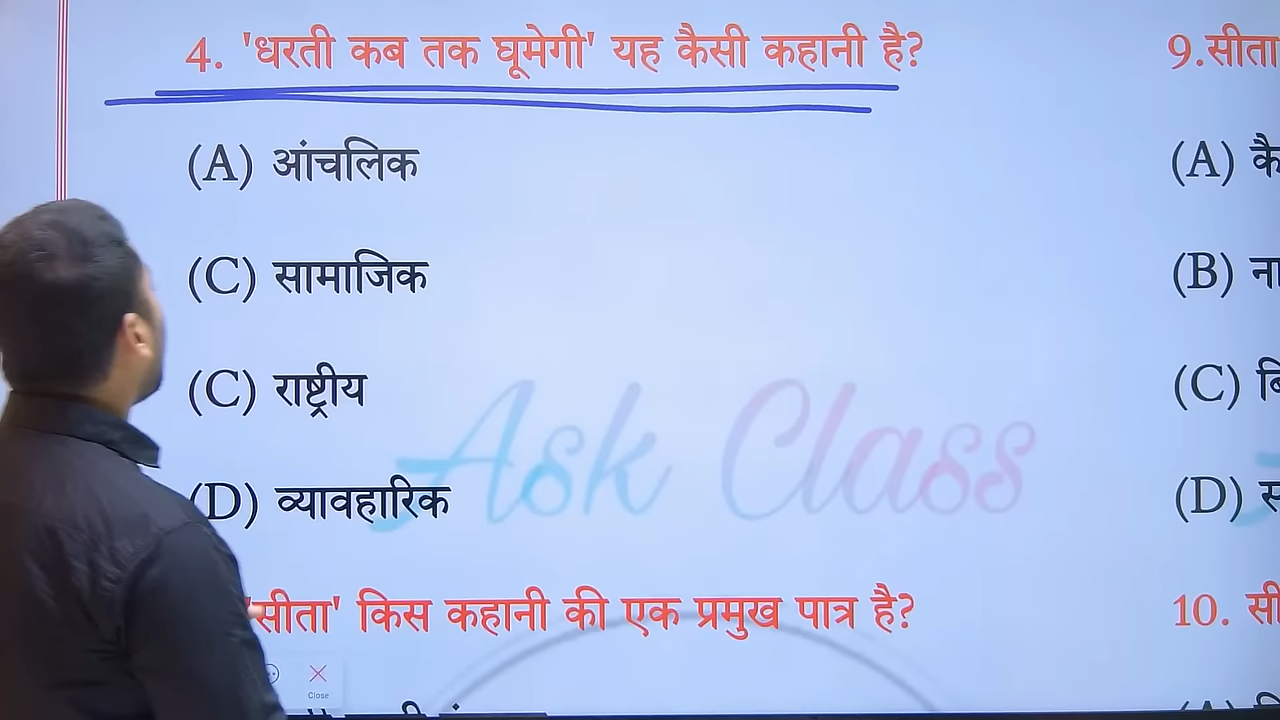 4. 'धरती कब तक घूमेगी' यह कैसी कहानी है?
(A) आंचलिक
(C) सामाजिक
(C) राष्ट्रीय
(D) व्यावहारिक
'सीता' किस कहानी की एक प्रमुख पात्र है?
Close
Ask Class
9.सीता
(A)
(B)
(C)
(D)
10.